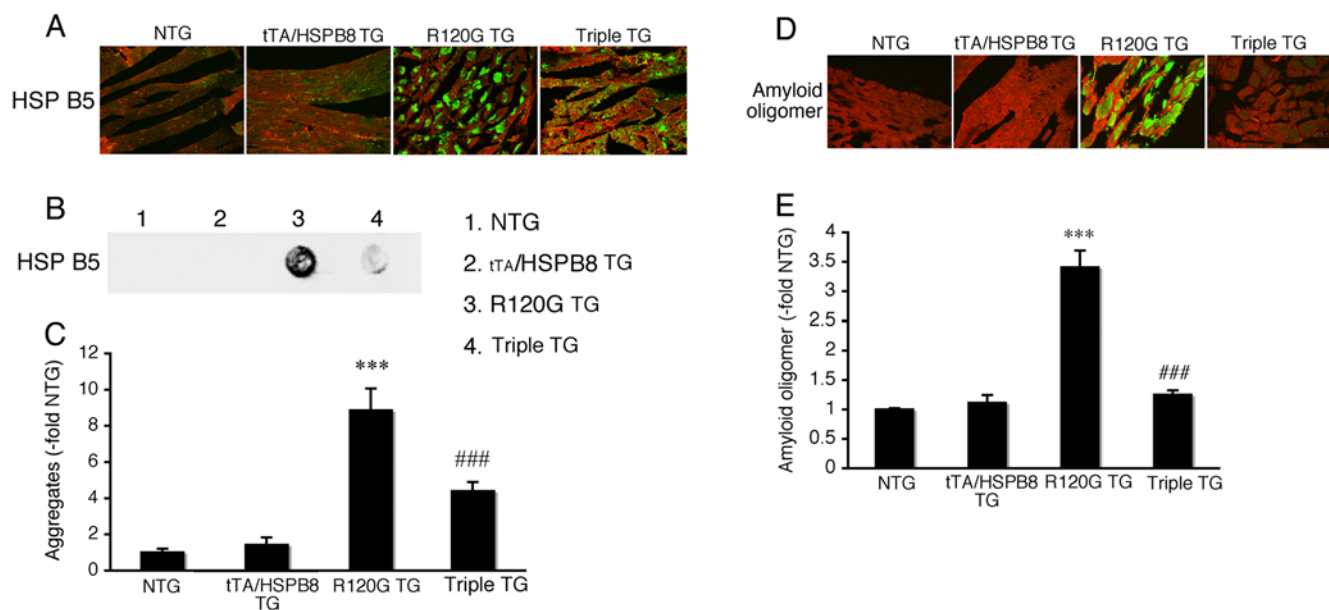 A
NTG tTA/HSPB8 TG R120G TG Triple TG
HSP B5
B
1 2 3 4
HSP B5
1. NTG
2. tTA/HSPB8 TG
3. R120G TG
4. Triple TG
C
Aggregates (-fold NTG)
12
10
8
6
4
2
0
***
###
NTG tTA/HSPB8 TG R120G TG Triple TG
D
NTG tTA/HSPB8 TG R120G TG Triple TG
Amyloid
oligomer
E
Amyloid oligomer (-fold NTG)
4
3.5
3
2.5
2
1.5
1
0.5
0
***
###
NTG tTA/HSPB8 TG R120G TG Triple TG